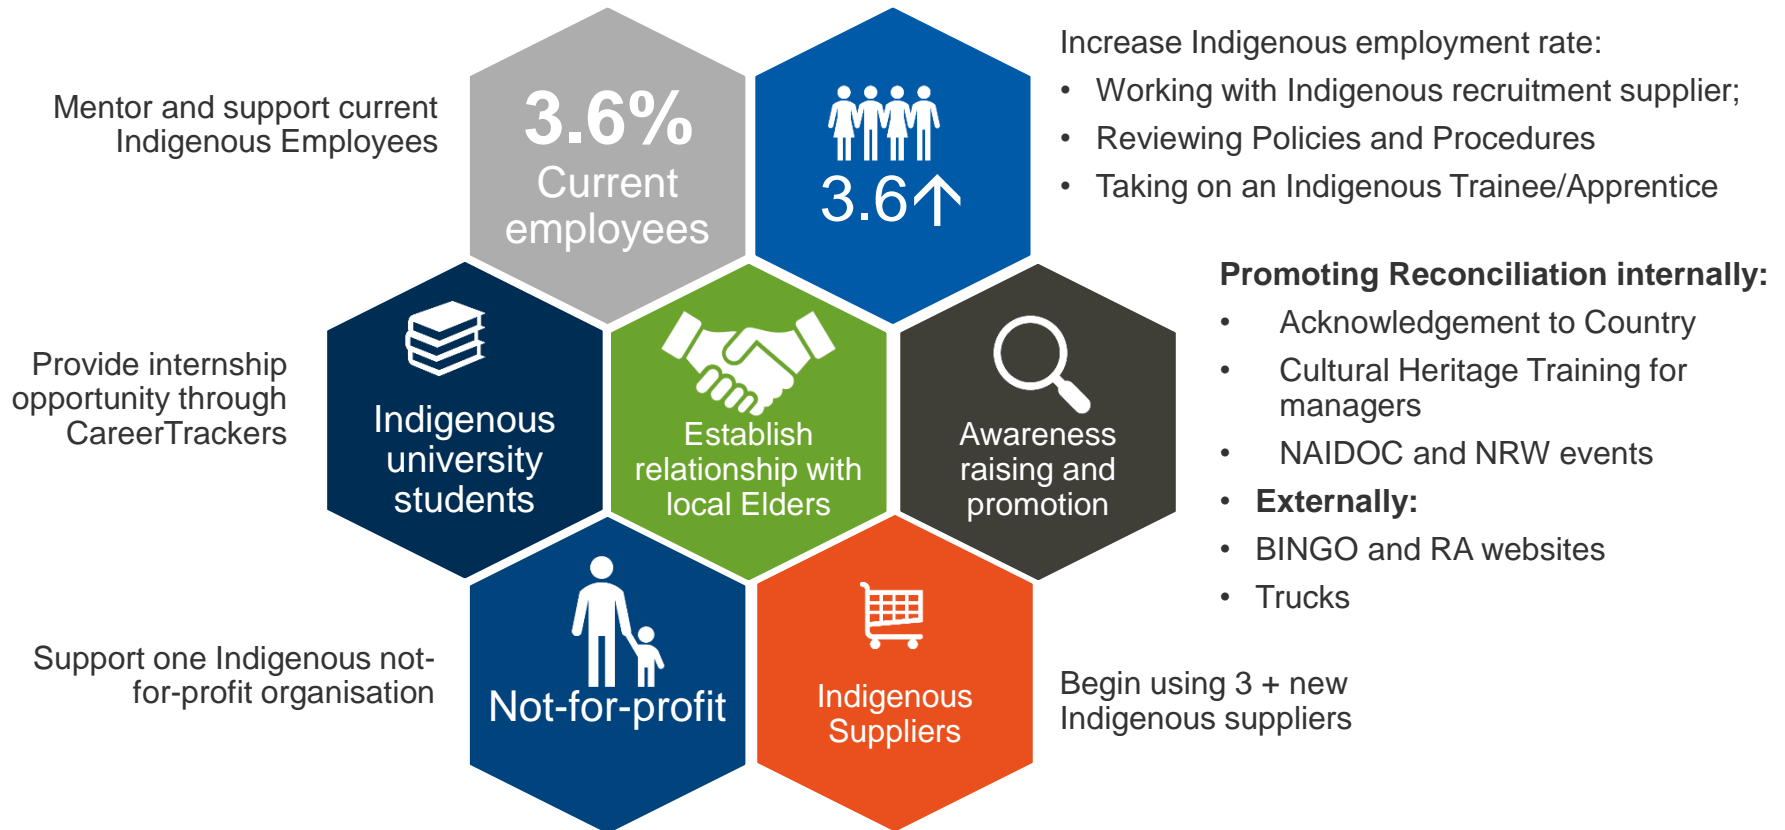 Mentor and support current
Indigenous Employees
3.6%
Current
employees
3.6↑
Increase Indigenous employment rate:
• Working with Indigenous recruitment supplier;
• Reviewing Policies and Procedures
• Taking on an Indigenous Trainee/Apprentice
Provide internship
opportunity through
CareerTrackers
Indigenous
university
students
Establish
relationship with
local Elders
Awareness
raising and
promotion
Promoting Reconciliation internally:
• Acknowledgement to Country
• Cultural Heritage Training for
managers
• NAIDOC and NRW events
• Externally:
• BINGO and RA websites
• Trucks
Support one Indigenous not-
for-profit organisation
Not-for-profit
Indigenous
Suppliers
Begin using 3 + new
Indigenous suppliers